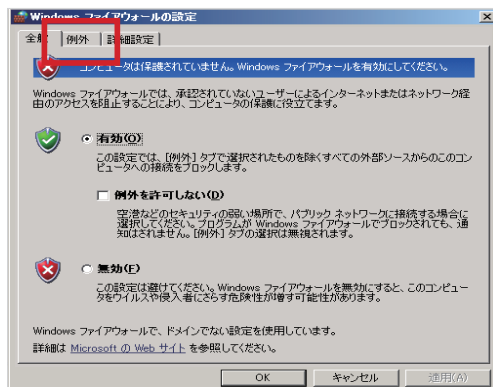 Windows ファイアウォールの設定
全般 例外 詳細設定
コンピュータは保護されていません。Windows ファイアウォールを有効にしてください。
Windows ファイアウォールでは、承認されていないユーザーによるインターネットまたはネットワーク経
由のアクセスを阻止することにより、コンピュータの保護に役立てます。
有効(O)
この設定では、[例外] タブで選択されたものを除くすべての外部ソースからのこのコン
ピュータへの接続をブロックします。
例外を許可しない(D)
空港などのセキュリティの弱い場所で、パブリック ネットワークに接続する場合に
選択してください。プログラムが Windows ファイアウォールでブロックされても、通
知はされません。[例外] タブの選択は無視されます。
無効(F)
この設定は避けてください。Windows ファイアウォールを無効にすると、このコンピュー
タをウイルスや侵入者にさらす危険性が増す可能性があります。
Windows ファイアウォールで、ドメインでない設定を使用しています。
詳細は Microsoft の Web サイト を参照してください。
OK キャンセル 適用(A)